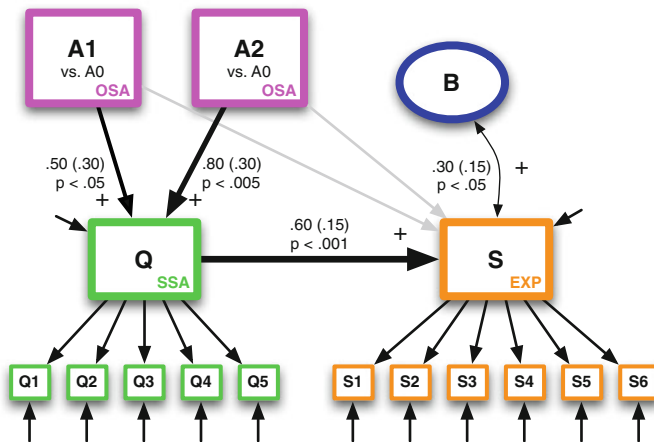 A1
vs. A0
OSA
A2
vs. A0
OSA
B
.50 (.30)
p < .05
+
.80 (.30)
p < .005
+
.30 (.15)
p < .05
+
.60 (.15)
p < .001
+
Q
SSA
S
EXP
Q1
Q2
Q3
Q4
Q5
S1
S2
S3
S4
S5
S6